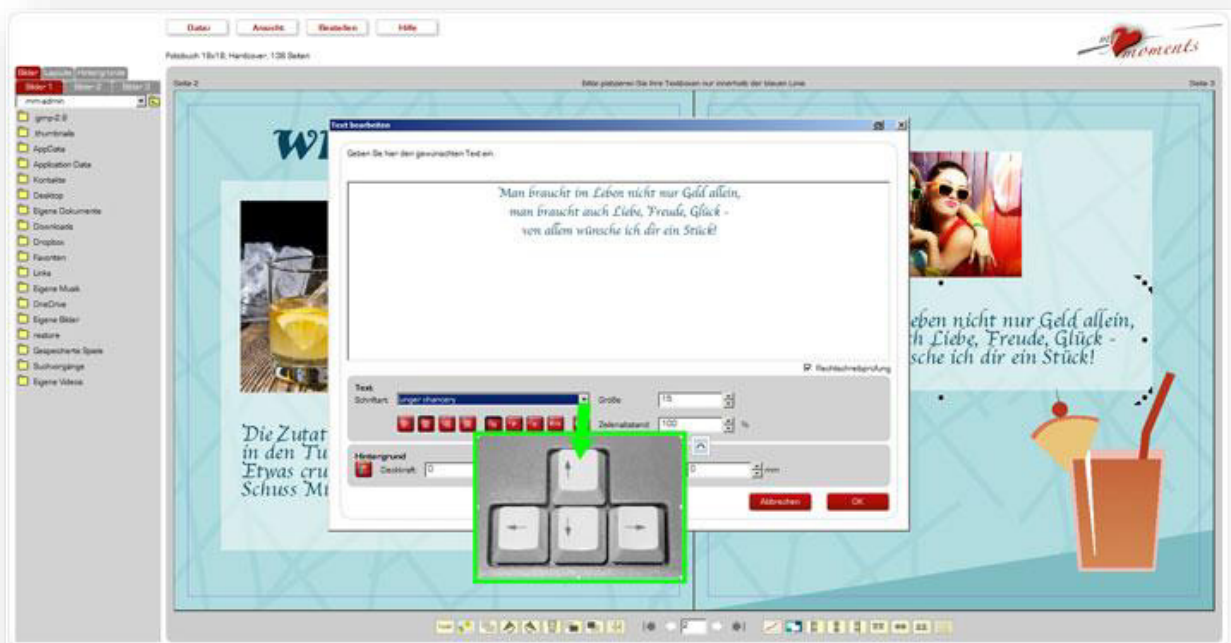 Datei Ansicht Bestellen Hilfe
my moments
Fotobuch 18x18, Hardcover, 136 Seiten
Bilder Layouts Hintergründe
Bilder 1 Bilder 2 Bilder 3
Seite 2 Bitte platzieren Sie Ihre Textboxen nur innerhalb der blauen Linie Seite 3
mm-admin
.gimp-2.8
.thumbnails
AppData
Application Data
Kontakte
Desktop
Eigene Dokumente
Downloads
Dropbox
Favoriten
Links
Eigene Musik
OneDrive
Eigene Bilder
restore
Gespeicherte Spiele
Suchvorgänge
Eigene Videos
Text bearbeiten
Geben Sie hier den gewünschten Text ein
Man braucht im Leben nicht nur Geld allein,
man braucht auch Liebe, Freude, Glück -
von allem wünsche ich dir ein Stück!
Rechtschreibprüfung
Text
Schriftart: unger chancery Größe 15
Zeilenabstand 100 %
Hintergrund
Deckkraft: 0 0 mm
Abbrechen OK
Die Zutat
in den Tu
Etwas cru
Schuss Mi
eben nicht nur Geld allein,
h Liebe, Freude, Glück -
sche ich dir ein Stück!
2